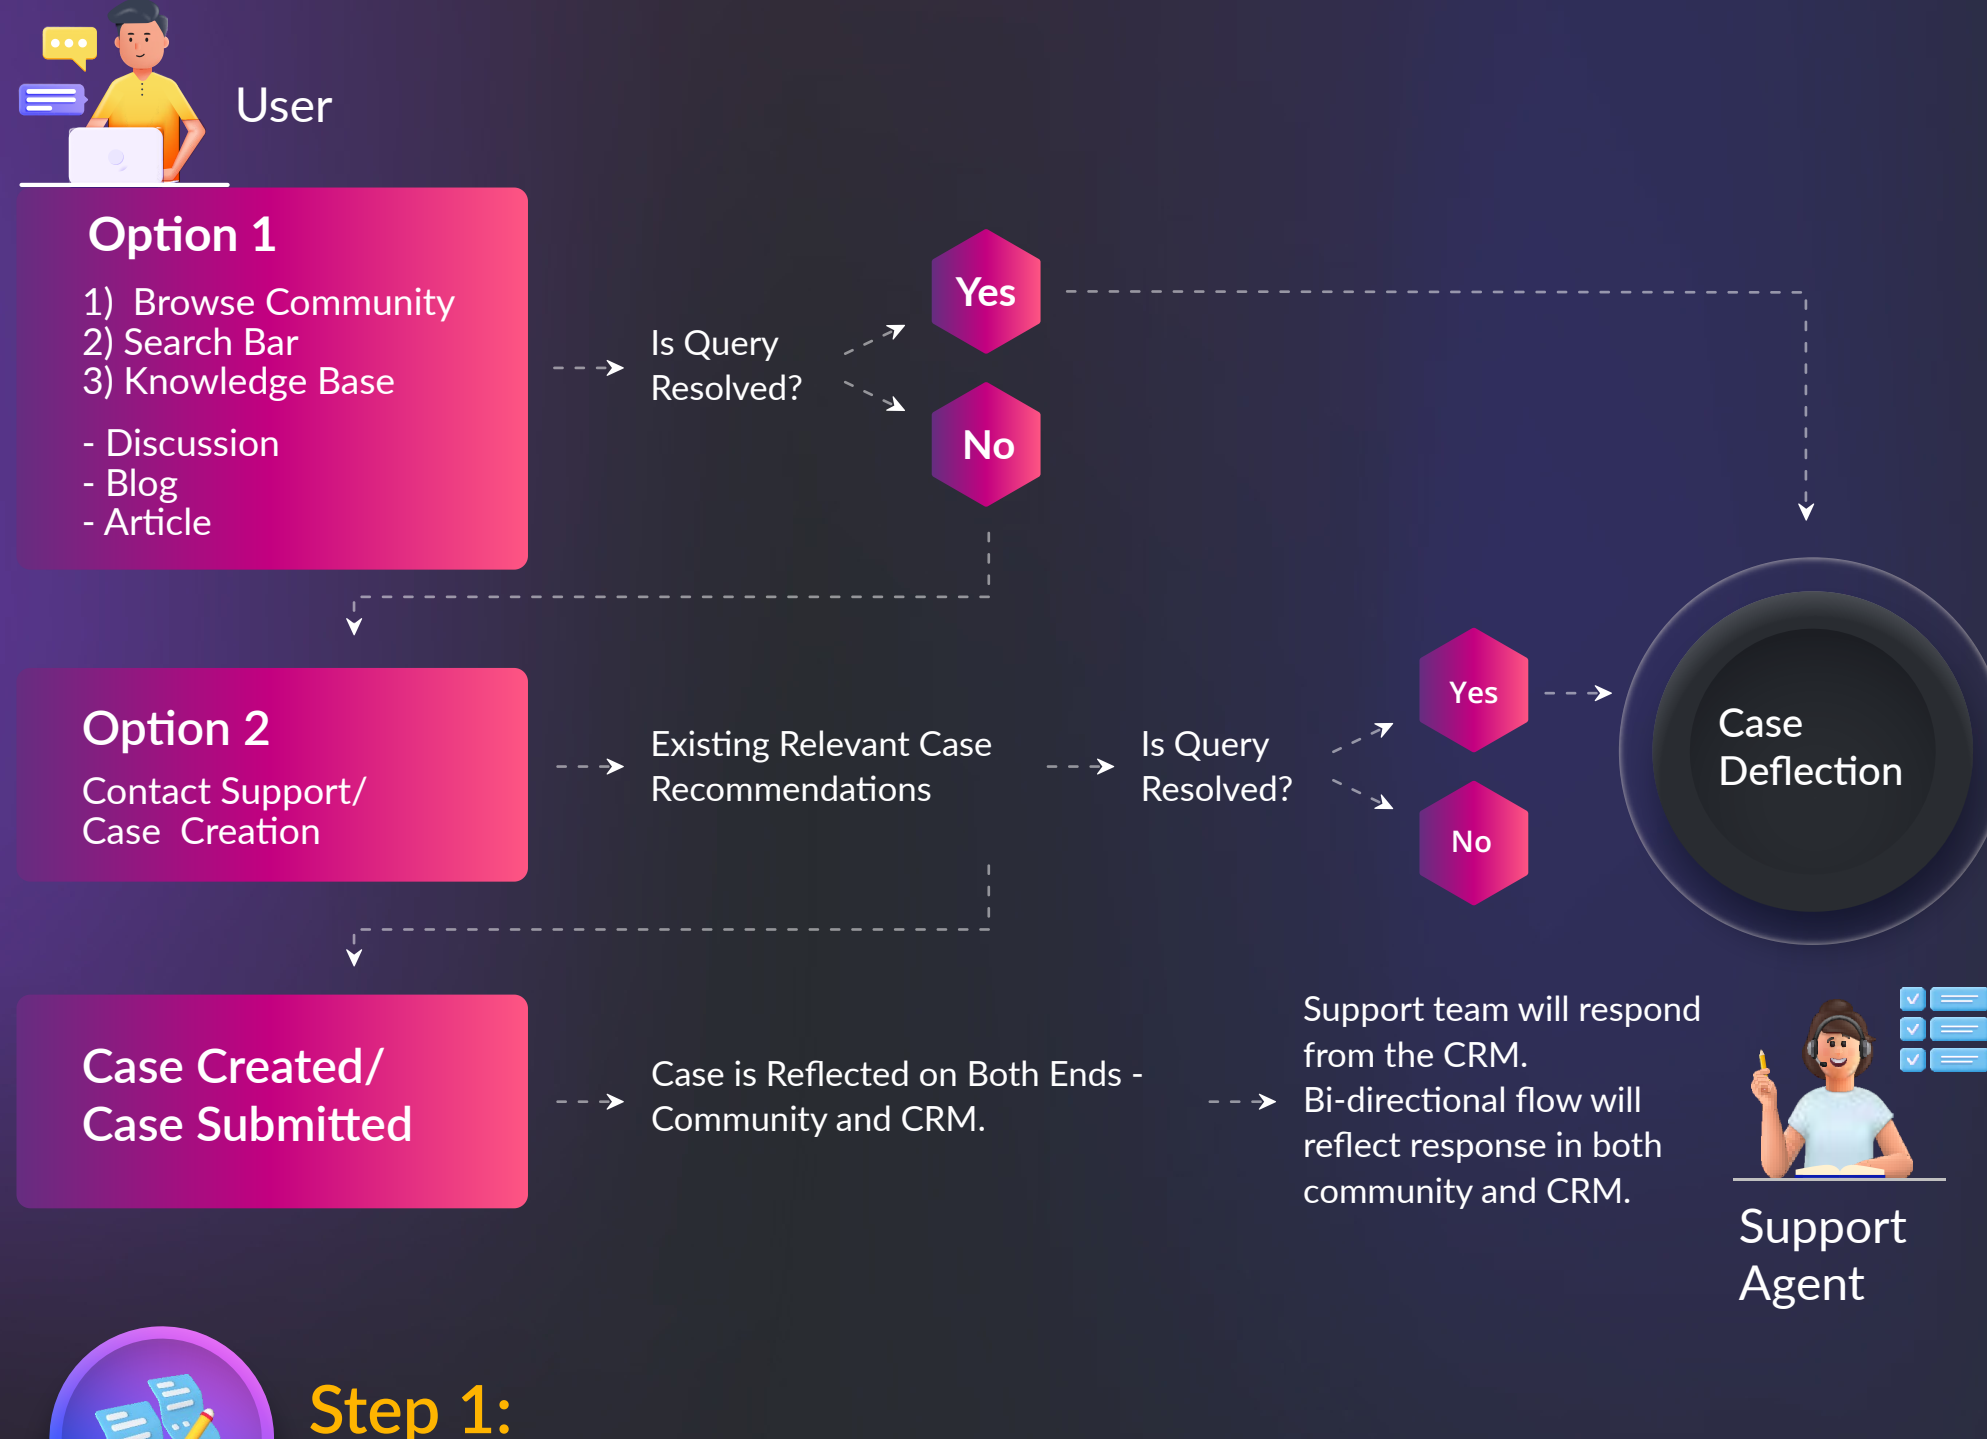 User
Option 1
1) Browse Community
2) Search Bar
3) Knowledge Base
- Discussion
- Blog
- Article
Is Query
Resolved?
Yes
No
Option 2
Contact Support/
Case Creation
Existing Relevant Case
Recommendations
Is Query
Resolved?
Yes
No
Case
Deflection
Case Created/
Case Submitted
Case is Reflected on Both Ends -
Community and CRM.
Support team will respond
from the CRM.
Bi-directional flow will
reflect response in both
community and CRM.
Support
Agent
Step 1: